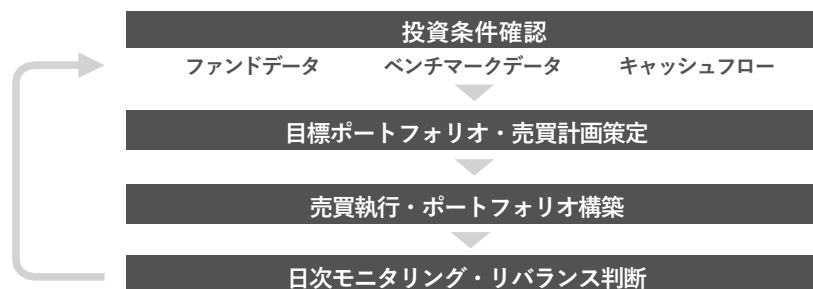 投資条件確認
ファンドデータ ベンチマークデータ キャッシュフロー
目標ポートフォリオ・売買計画策定
売買執行・ポートフォリオ構築
日次モニタリング・リバランス判断